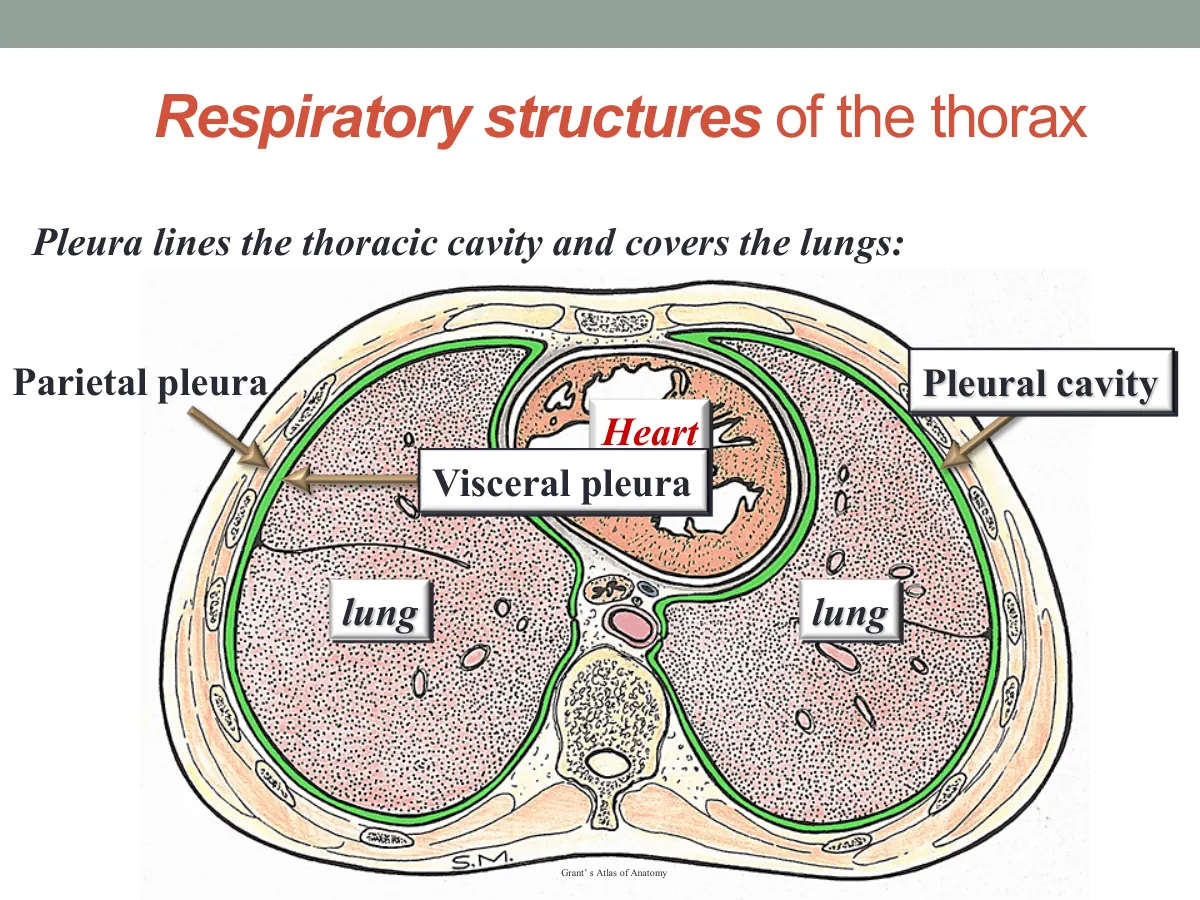 Respiratory structures of the thorax
Pleura lines the thoracic cavity and covers the lungs:
Parietal pleura
Pleural cavity
Heart
Visceral pleura
lung
lung
S.M.
Grant’ s Atlas of Anatomy